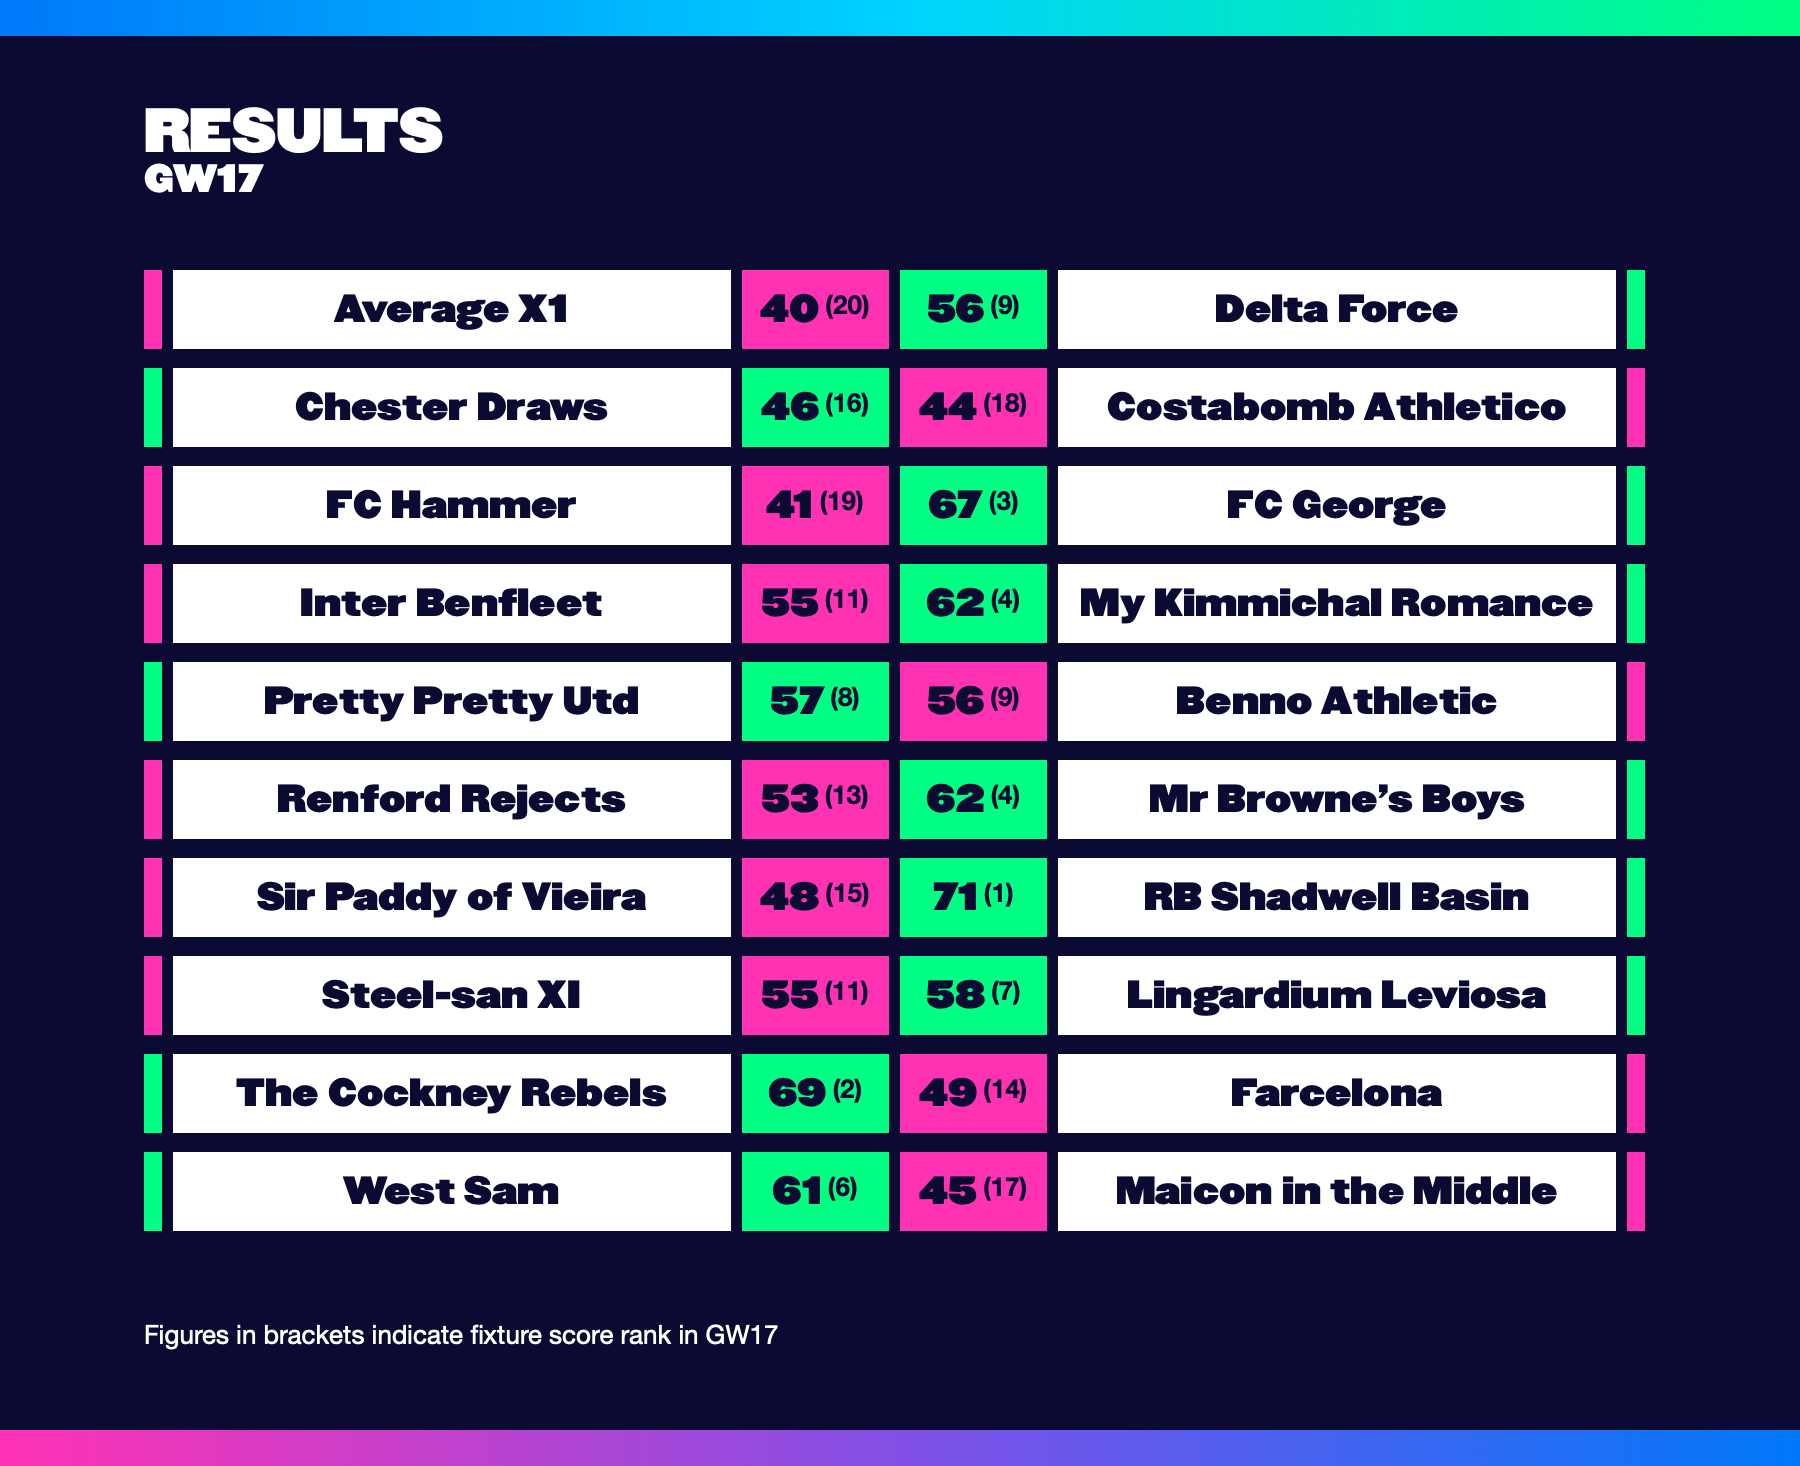 RESULTS
GW17
Average X1 40 (20) 56 (9) Delta Force
Chester Draws 46 (16) 44 (18) Costabomb Athletico
FC Hammer 41 (19) 67 (3) FC George
Inter Benfleet 55 (11) 62 (4) My Kimmichal Romance
Pretty Pretty Utd 57 (8) 56 (9) Benno Athletic
Renford Rejects 53 (13) 62 (4) Mr Browne’s Boys
Sir Paddy of Vieira 48 (15) 71 (1) RB Shadwell Basin
Steel-san XI 55 (11) 58 (7) Lingardium Leviosa
The Cockney Rebels 69 (2) 49 (14) Farcelona
West Sam 61 (6) 45 (17) Maicon in the Middle
Figures in brackets indicate fixture score rank in GW17